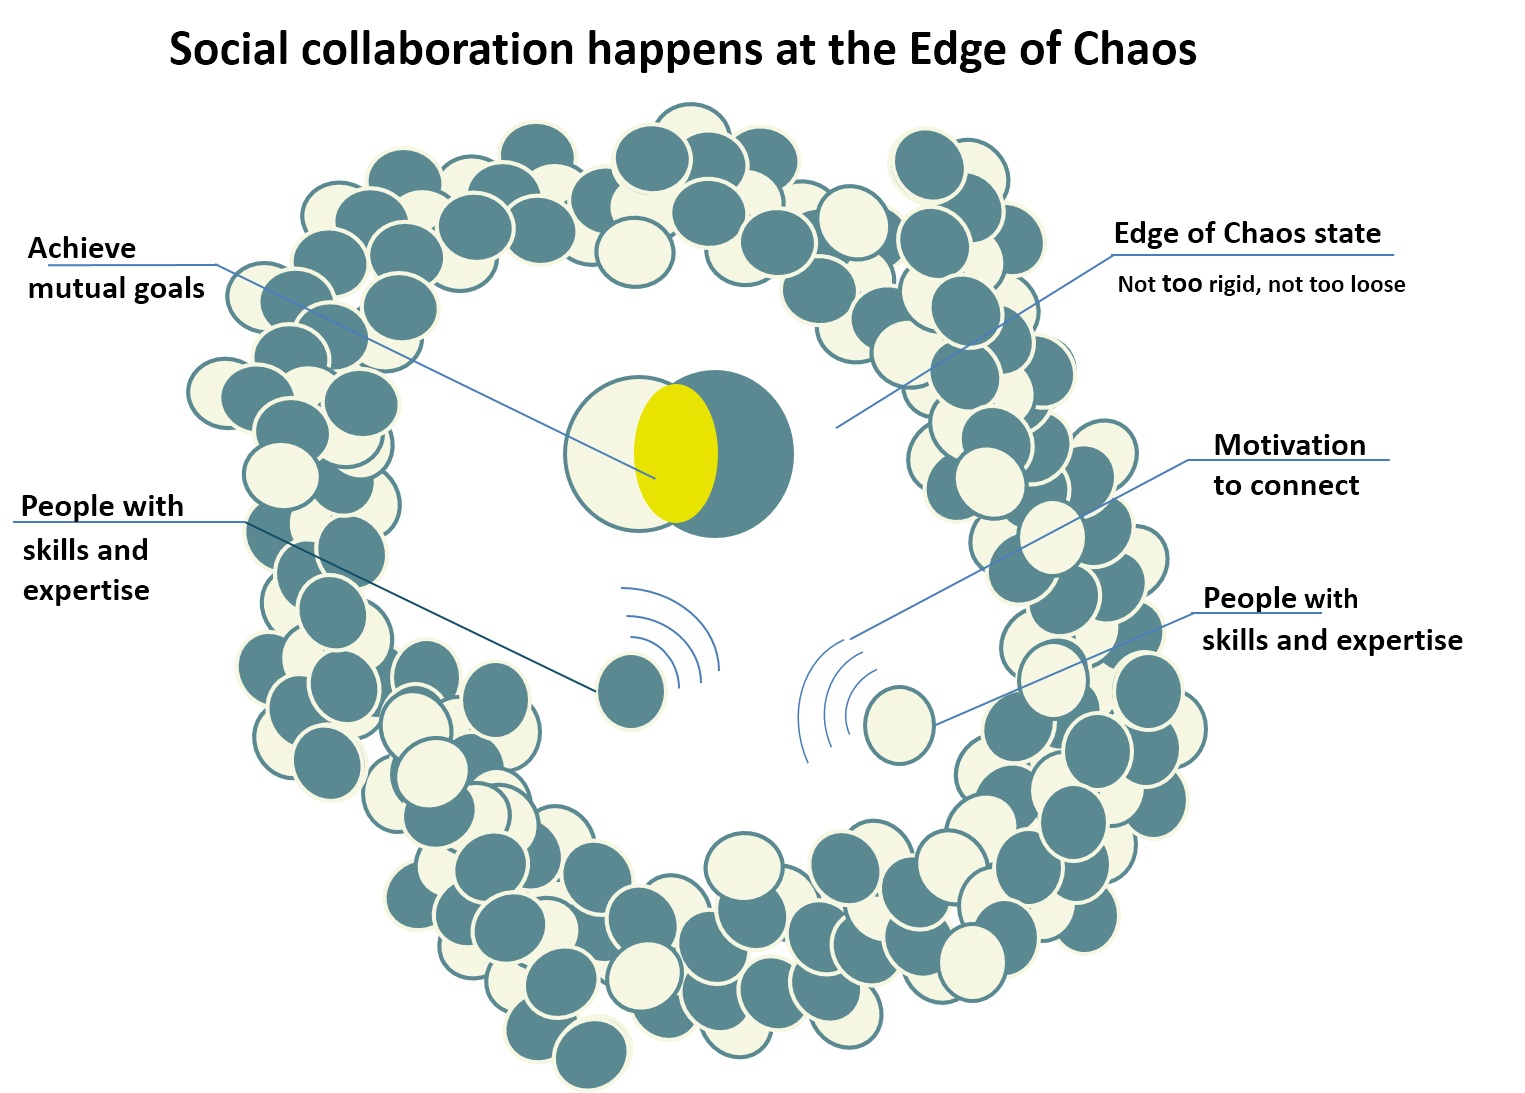 Social collaboration happens at the Edge of Chaos
Achieve
mutual goals
Edge of Chaos state
Not too rigid, not too loose
Motivation
to connect
People with
skills and
expertise
People with
skills and expertise